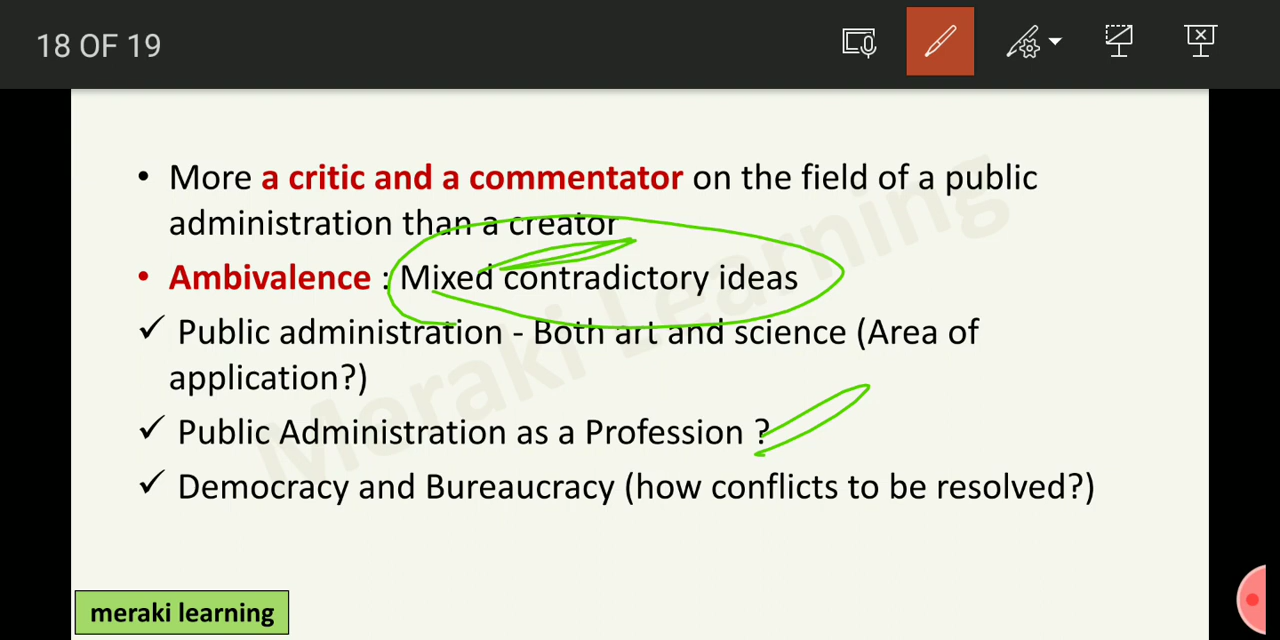 18 OF 19
• More a critic and a commentator on the field of a public
administration than a creator
• Ambivalence : Mixed contradictory ideas
✓ Public administration - Both art and science (Area of
application?)
✓ Public Administration as a Profession ?
✓ Democracy and Bureaucracy (how conflicts to be resolved?)
Meraki Learning
meraki learning